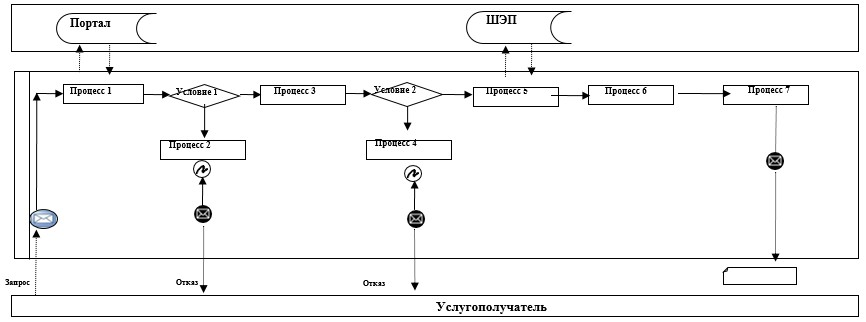 Портал
ШЭП
Процесс 1
Условие 1
Процесс 3
Условие 2
Процесс 5
Процесс 6
Процесс 7
Процесс 2
Процесс 4
Запрос
Отказ
Отказ
Услугополучатель